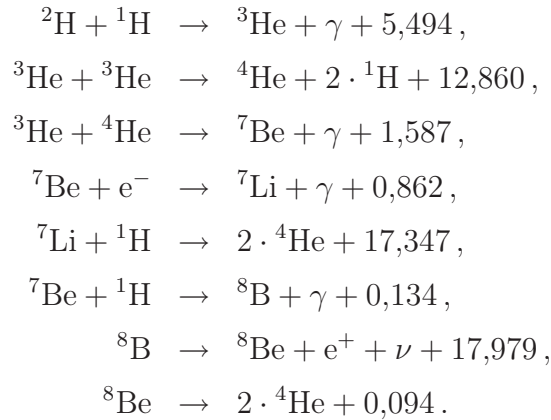 ²H + ¹H → ³He + γ + 5,494 ,
³He + ³He → ⁴He + 2 · ¹H + 12,860 ,
³He + ⁴He → ⁷Be + γ + 1,587 ,
⁷Be + e⁻ → ⁷Li + γ + 0,862 ,
⁷Li + ¹H → 2 · ⁴He + 17,347 ,
⁷Be + ¹H → ⁸B + γ + 0,134 ,
⁸B → ⁸Be + e⁺ + ν + 17,979 ,
⁸Be → 2 · ⁴He + 0,094 .